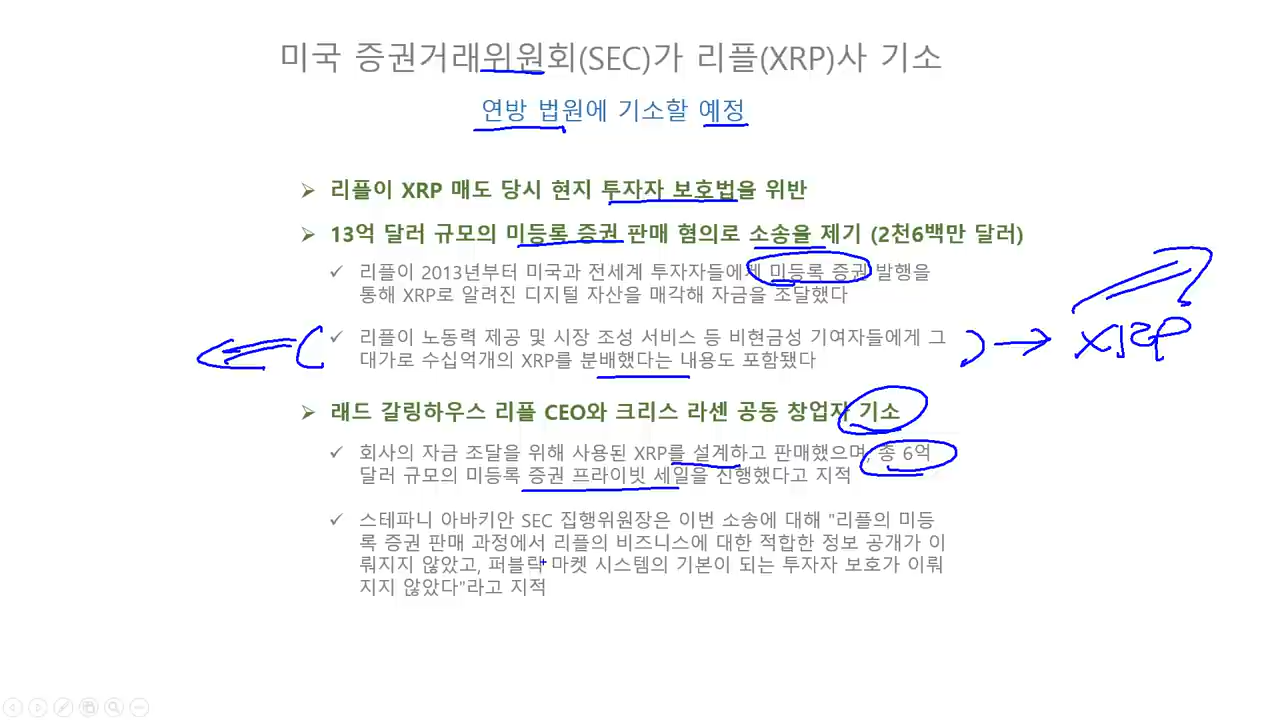 미국 증권거래위원회(SEC)가 리플(XRP)사 기소
연방 법원에 기소할 예정
➢ 리플이 XRP 매도 당시 현지 투자자 보호법을 위반
➢ 13억 달러 규모의 미등록 증권 판매 혐의로 소송을 제기 (2천6백만 달러)
✓ 리플이 2013년부터 미국과 전세계 투자자들에게 미등록 증권 발행을
통해 XRP로 알려진 디지털 자산을 매각해 자금을 조달했다
✓ 리플이 노동력 제공 및 시장 조성 서비스 등 비현금성 기여자들에게 그
대가로 수십억개의 XRP를 분배했다는 내용도 포함됐다
XRP
➢ 래드 갈링하우스 리플 CEO와 크리스 라센 공동 창업자 기소
✓ 회사의 자금 조달을 위해 사용된 XRP를 설계하고 판매했으며, 총 6억
달러 규모의 미등록 증권 프라이빗 세일을 진행했다고 지적
✓ 스테파니 아바키안 SEC 집행위원장은 이번 소송에 대해 "리플의 미등
록 증권 판매 과정에서 리플의 비즈니스에 대한 적합한 정보 공개가 이
뤄지지 않았고, 퍼블릭 마켓 시스템의 기본이 되는 투자자 보호가 이뤄
지지 않았다"라고 지적